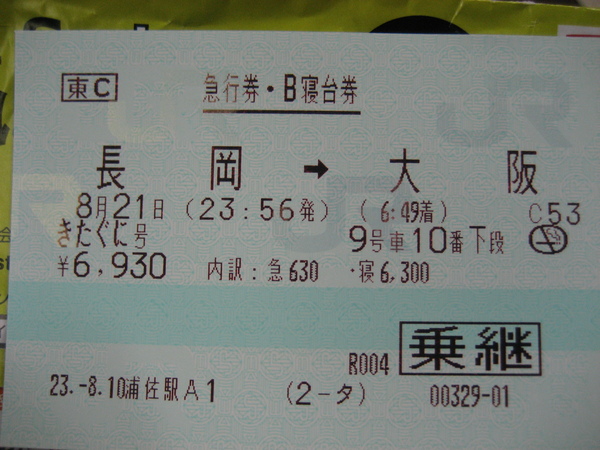 東C
急行券・B寝台券
長岡 → 大阪
8月21日 (23:56発) (6:49着) C53
きたぐに号 9号車10番下段
¥6,930 内訳:急630 ・寝6,300
R004 乗継
23.-8.10浦佐駅A1 (2-タ) 00329-01